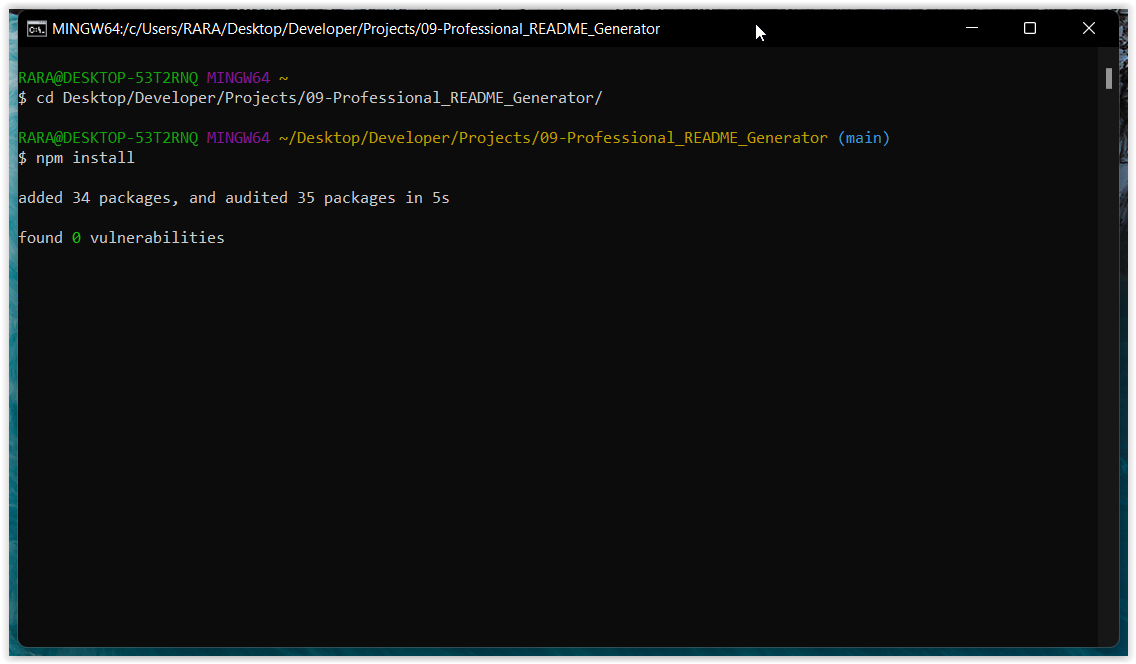 MINGW64:/c/Users/RARA/Desktop/Developer/Projects/09-Professional_README_Generator
RARA@DESKTOP-53T2RNQ MINGW64 ~
$ cd Desktop/Developer/Projects/09-Professional_README_Generator/
RARA@DESKTOP-53T2RNQ MINGW64 ~/Desktop/Developer/Projects/09-Professional_README_Generator (main)
$ npm install
added 34 packages, and audited 35 packages in 5s
found 0 vulnerabilities